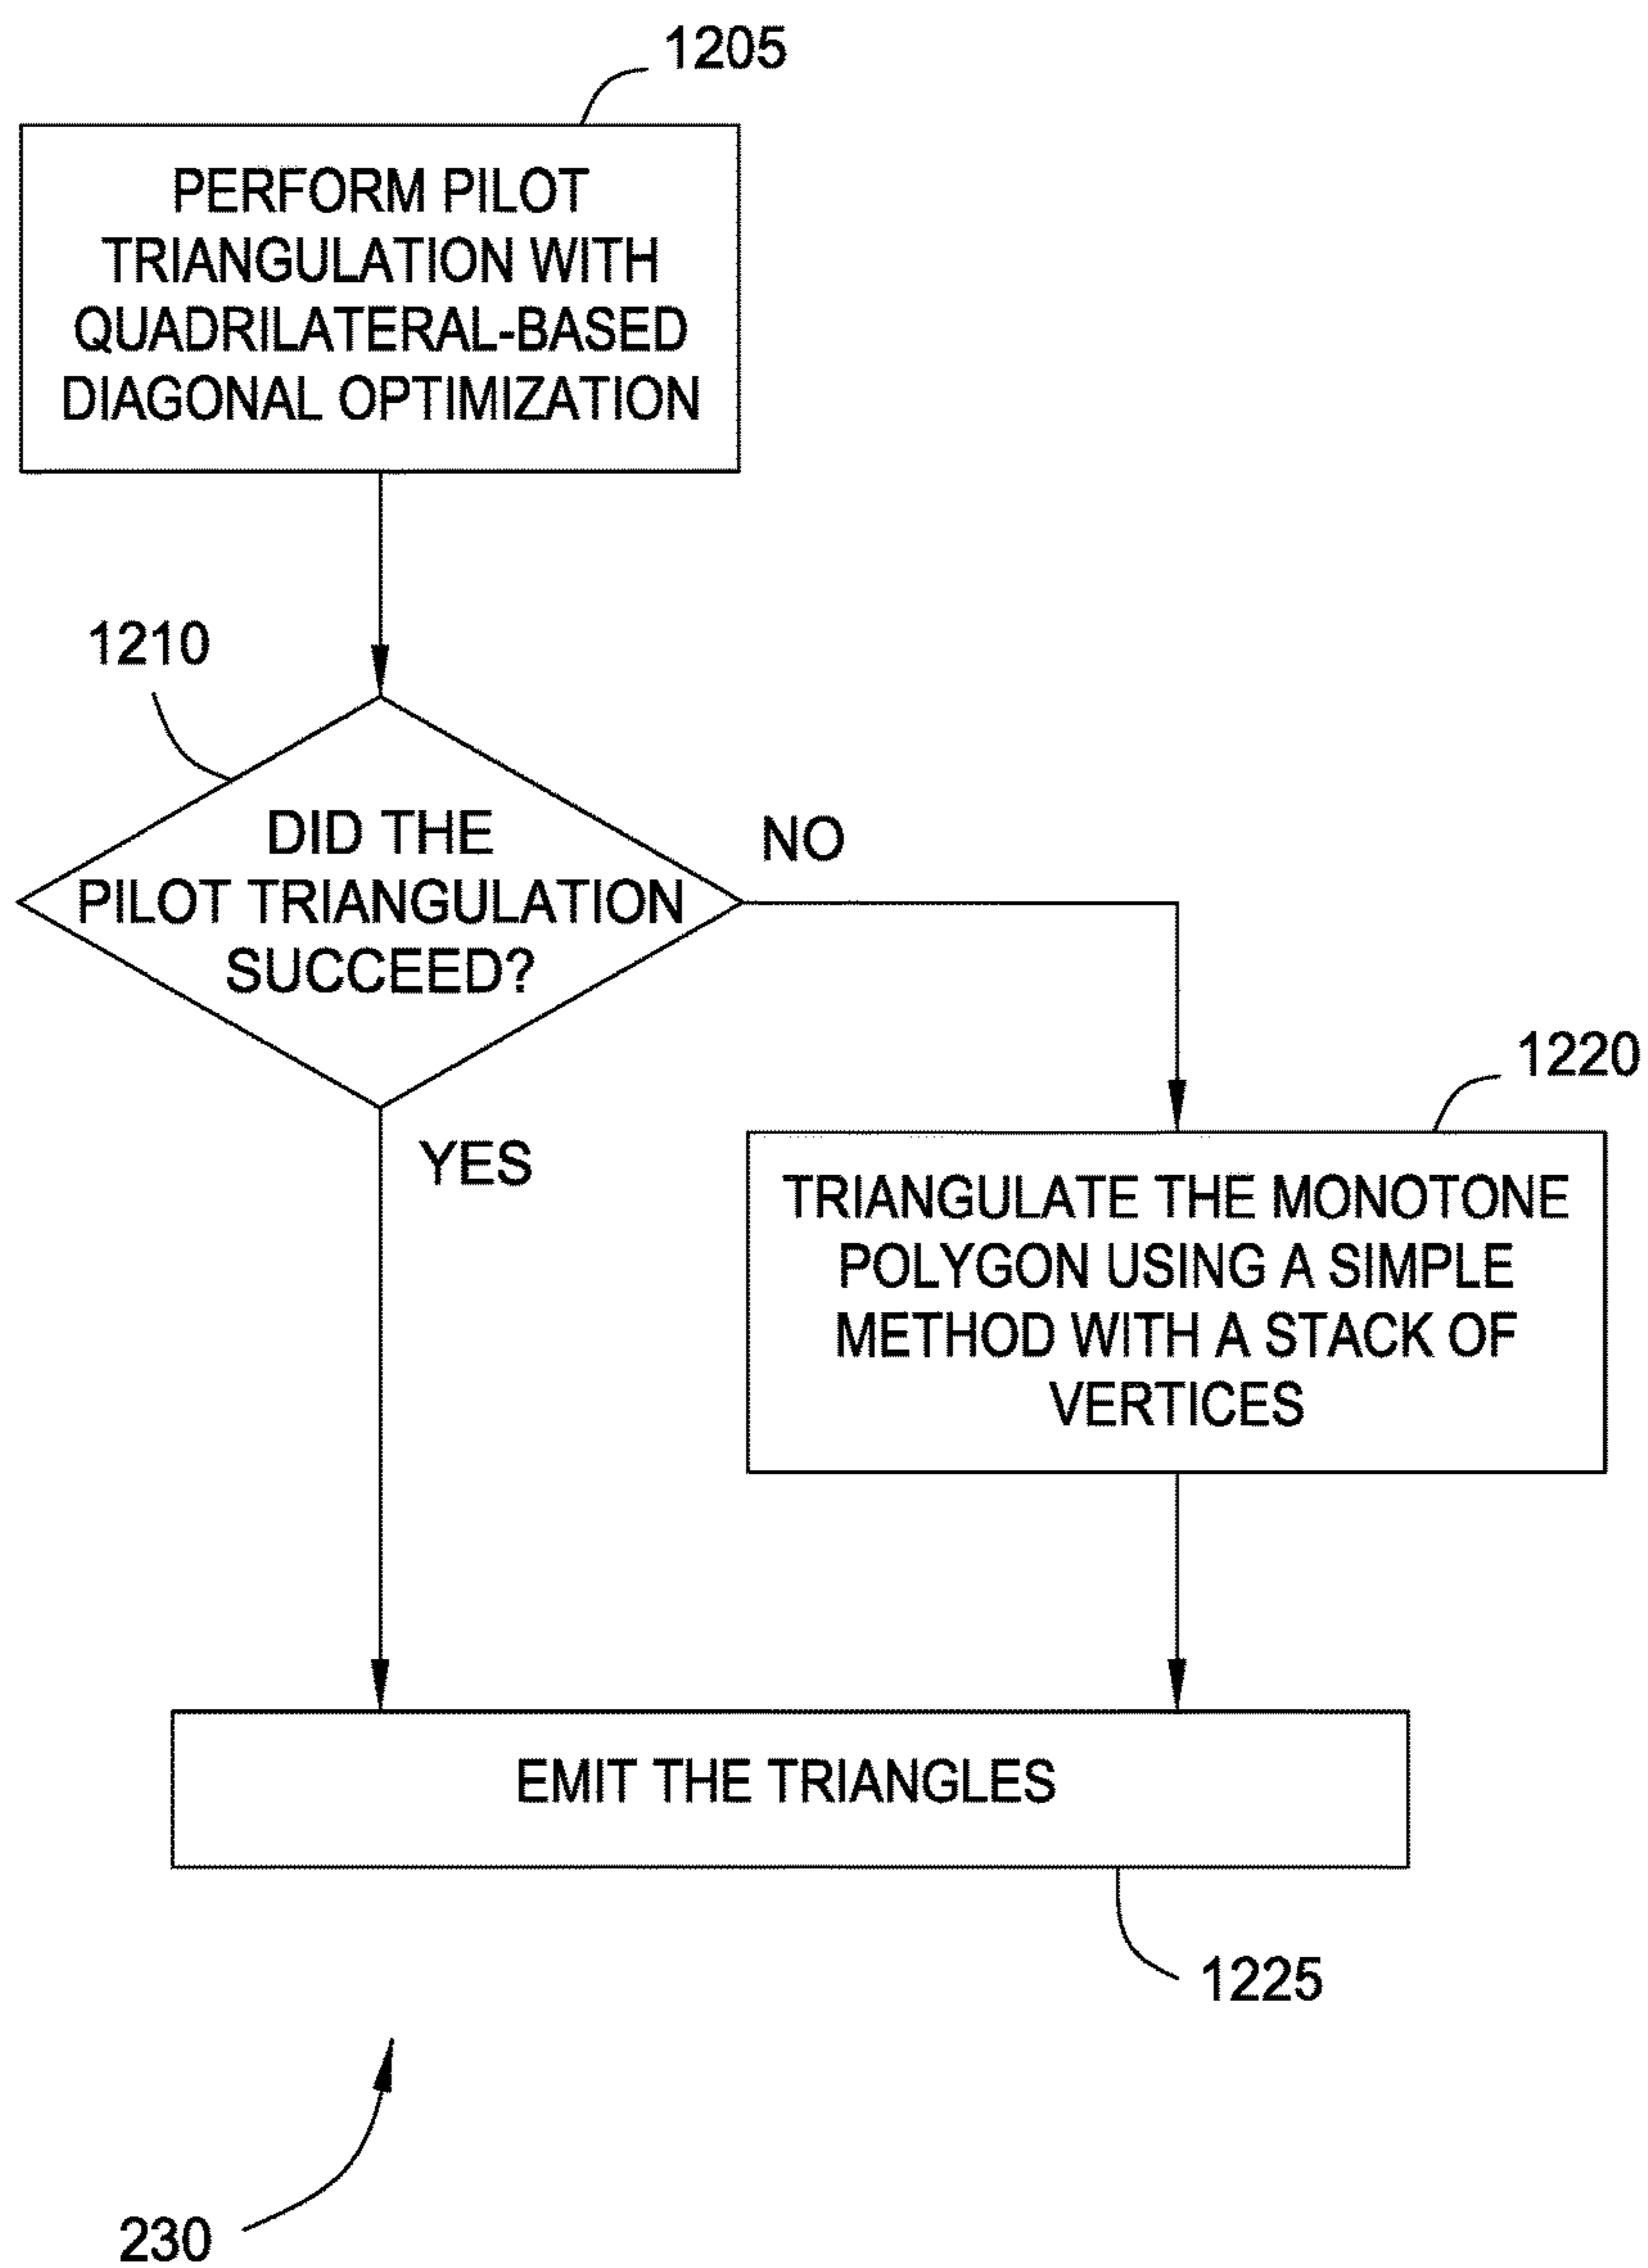 1205
PERFORM PILOT
TRIANGULATION WITH
QUADRILATERAL-BASED
DIAGONAL OPTIMIZATION
1210
DID THE
PILOT TRIANGULATION
SUCCEED?
NO
YES
1220
TRIANGULATE THE MONOTONE
POLYGON USING A SIMPLE
METHOD WITH A STACK OF
VERTICES
EMIT THE TRIANGLES
1225
230